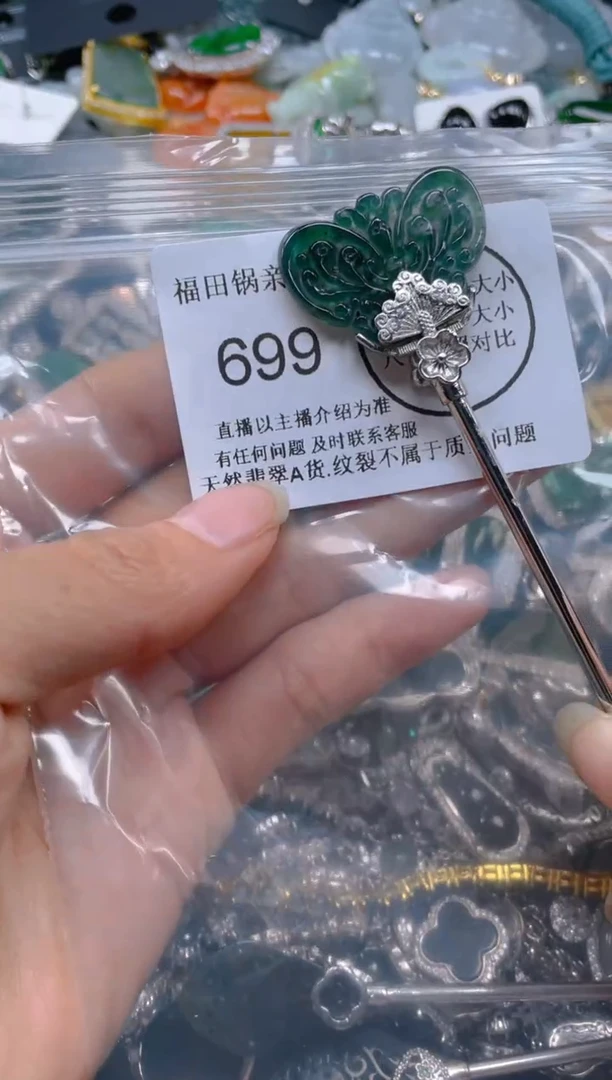 福田锅亲
大小
699
大小
对比
直播以主播介绍为准
有任何问题 及时联系客服
天然翡翠A货.纹裂不属于质 问题